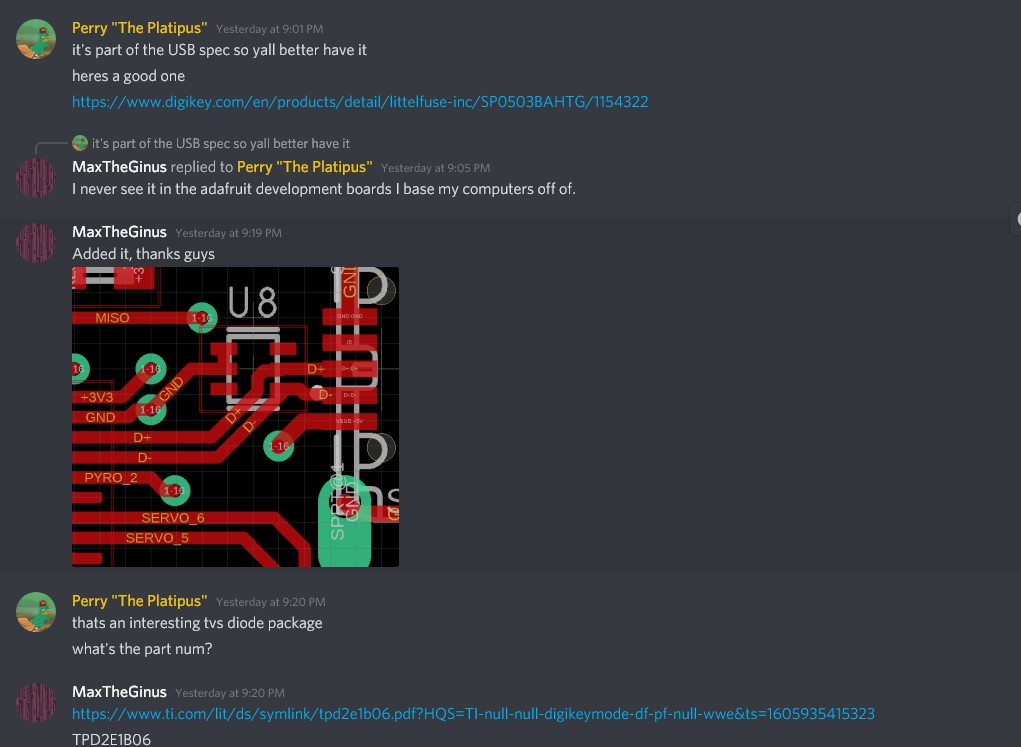 Perry "The Platipus" Yesterday at 9:01 PM
it's part of the USB spec so yall better have it
heres a good one
https://www.digikey.com/en/products/detail/littelfuse-inc/SP0503BAHTG/1154322
it's part of the USB spec so yall better have it
MaxTheGinus replied to Perry "The Platipus" Yesterday at 9:05 PM
I never see it in the adafruit development boards I base my computers off of.
MaxTheGinus Yesterday at 9:19 PM
Added it, thanks guys
U8
GND
MISO
1-16
GND GND
ID
16
1-16
D+
D+ D+
+3V3
GND
D-
D- D-
GND
1-16
D+
D-
VBUB +5V
D+
1-16
D-
PYRO_2
1-16
GND
SERVO_6
SERVO_5
Perry "The Platipus" Yesterday at 9:20 PM
thats an interesting tvs diode package
what's the part num?
MaxTheGinus Yesterday at 9:20 PM
https://www.ti.com/lit/ds/symlink/tpd2e1b06.pdf?HQS=TI-null-null-digikeymode-df-pf-null-wwe&ts=1605935415323
TPD2E1B06